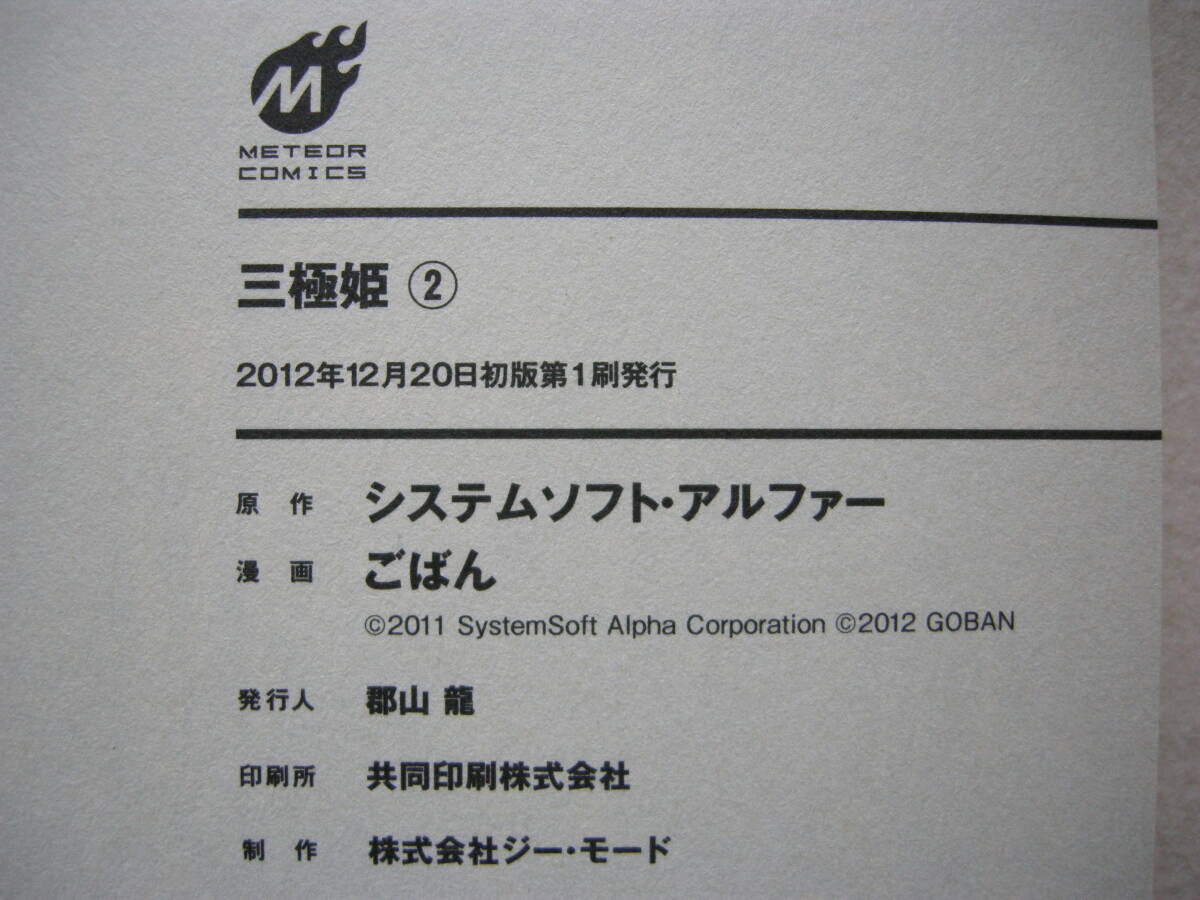 M
METEOR
COMICS
三極姫 ②
2012年12月20日初版第1刷発行
原 作 システムソフト・アルファー
漫 画 ごばん
©2011 SystemSoft Alpha Corporation ©2012 GOBAN
発行人 郡山 龍
印刷所 共同印刷株式会社
制 作 株式会社ジー・モード